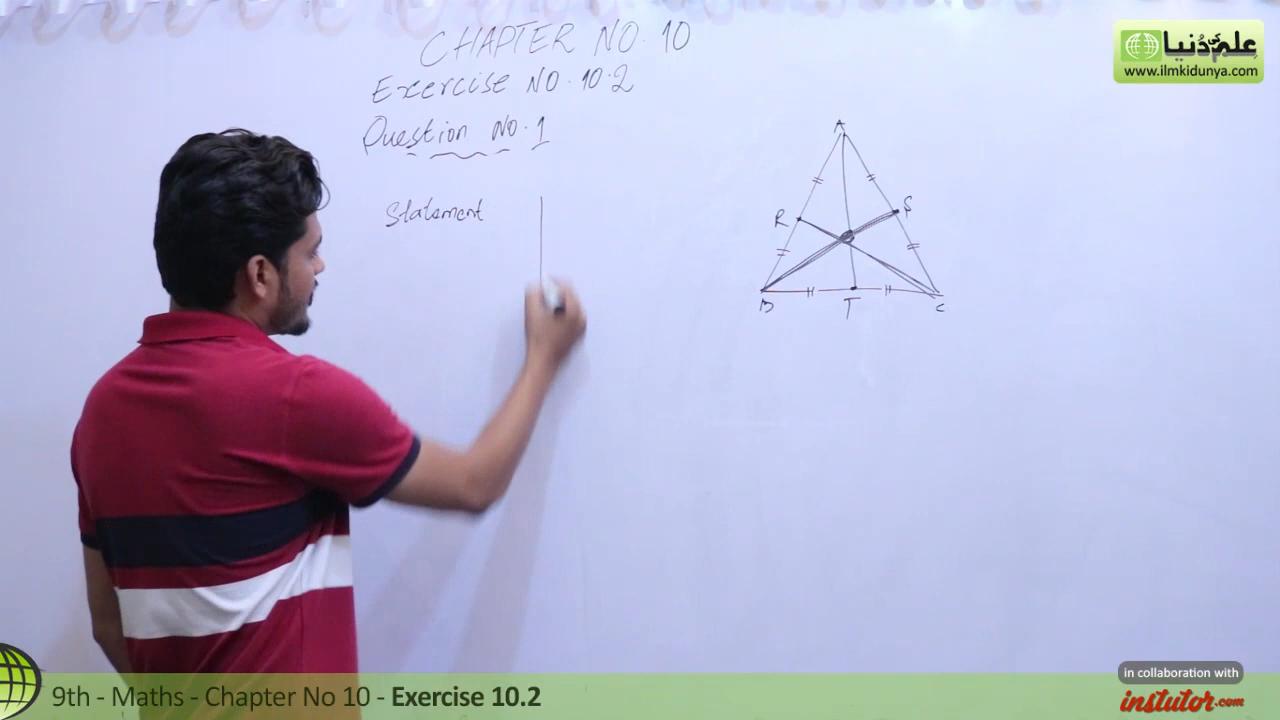 CHAPTER NO. 10
Exercise NO. 10.2
Question NO. 1
Statement
A
R
S
B
T
C
علم کی دُنیا
www.ilmkidunya.com
in collaboration with
instutor.com
9th - Maths - Chapter No 10 - Exercise 10.2